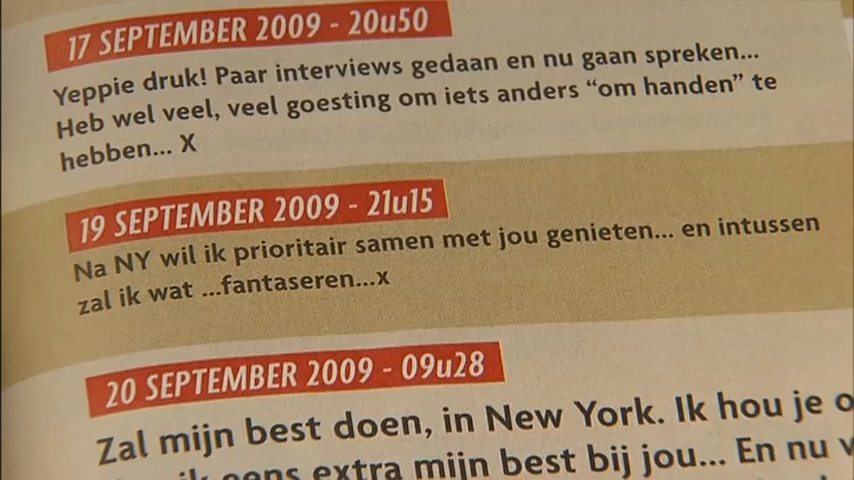 17 SEPTEMBER 2009 - 20u50
Yeppie druk! Paar interviews gedaan en nu gaan spreken...
Heb wel veel, veel goesting om iets anders “om handen” te
hebben... X
19 SEPTEMBER 2009 - 21u15
Na NY wil ik prioritair samen met jou genieten... en intussen
zal ik wat ...fantaseren...x
20 SEPTEMBER 2009 - 09u28
Zal mijn best doen, in New York. Ik hou je
ik eens extra mijn best bij jou... En nu